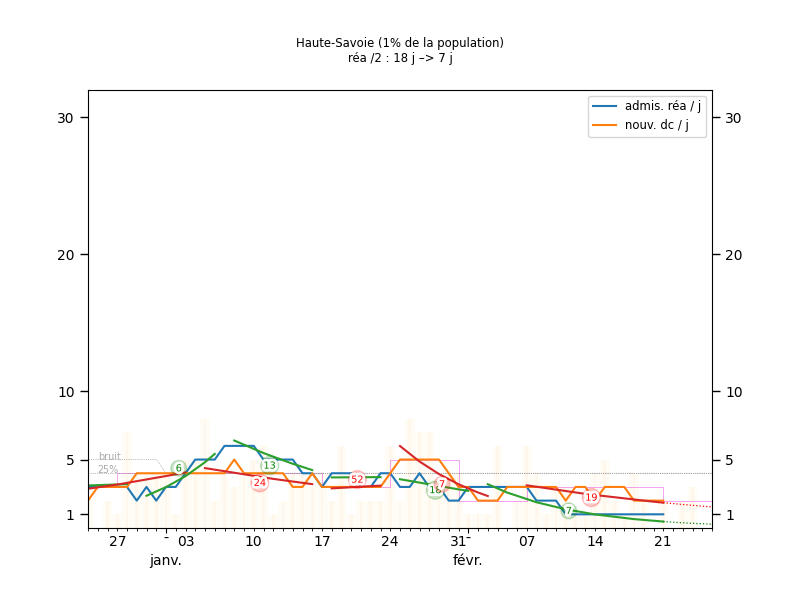 Haute-Savoie (1% de la population)
réa /2 : 18 j –> 7 j
admis. réa / j
nouv. dc / j
30 30
20 20
10 10
5 5
1 1
bruit
25%
6 24 13 52 7 7 19
27 03 10 17 24 31 07 14 21
janv. févr.